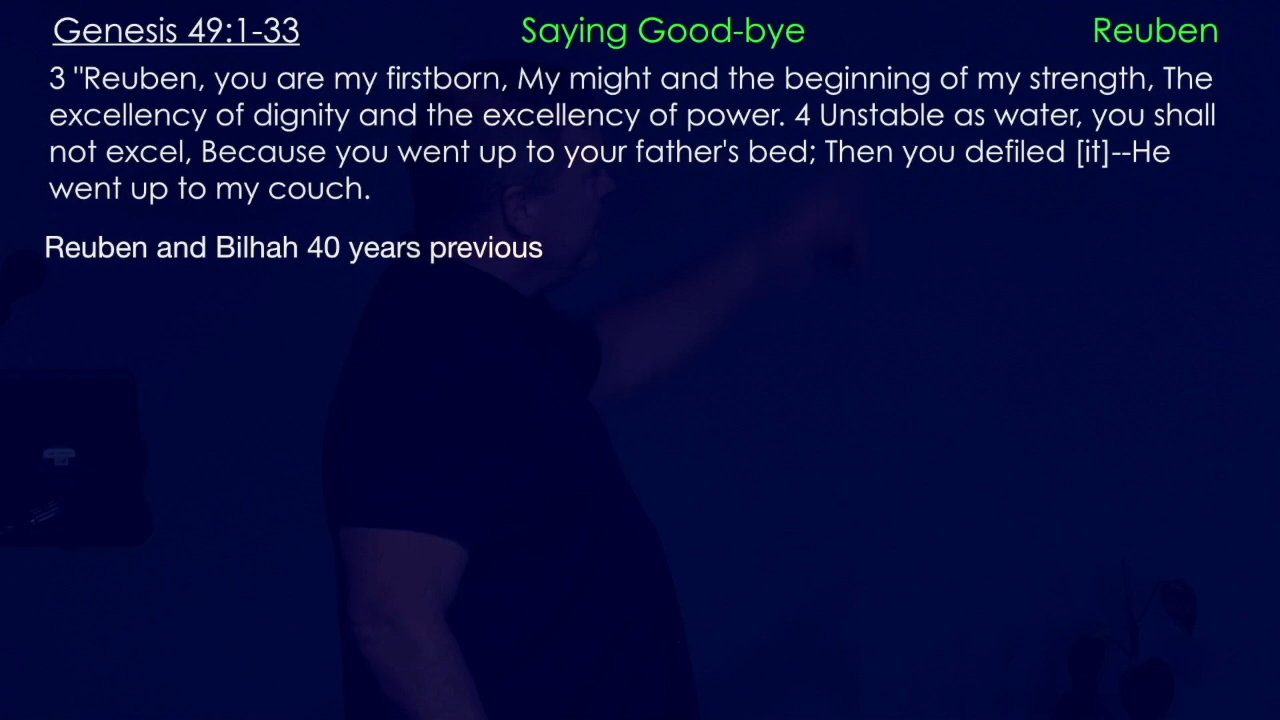 Genesis 49:1-33 Saying Good-bye Reuben
3 "Reuben, you are my firstborn, My might and the beginning of my strength, The
excellency of dignity and the excellency of power. 4 Unstable as water, you shall
not excel, Because you went up to your father's bed; Then you defiled [it]--He
went up to my couch.
Reuben and Bilhah 40 years previous